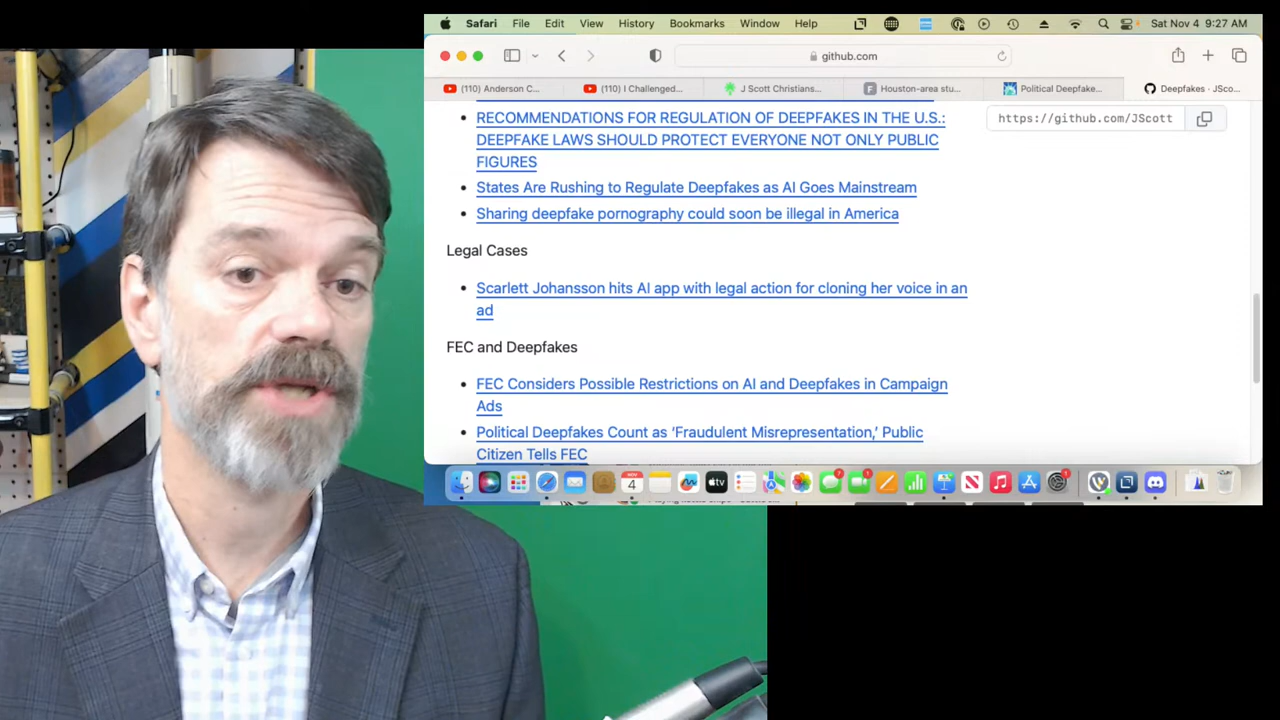 Safari File Edit View History Bookmarks Window Help Sat Nov 4 9:27 AM
github.com
(110) Anderson C... (110) I Challenged... J Scott Christians... Houston-area stu... Political Deepfake... Deepfakes · JSco...
RECOMMENDATIONS FOR REGULATION OF DEEPFAKES IN THE U.S.:
DEEPFAKE LAWS SHOULD PROTECT EVERYONE NOT ONLY PUBLIC
FIGURES
https://github.com/JScott
States Are Rushing to Regulate Deepfakes as AI Goes Mainstream
Sharing deepfake pornography could soon be illegal in America
Legal Cases
Scarlett Johansson hits AI app with legal action for cloning her voice in an
ad
FEC and Deepfakes
FEC Considers Possible Restrictions on AI and Deepfakes in Campaign
Ads
Political Deepfakes Count as ‘Fraudulent Misrepresentation,’ Public
Citizen Tells FEC
NOV
4
tv